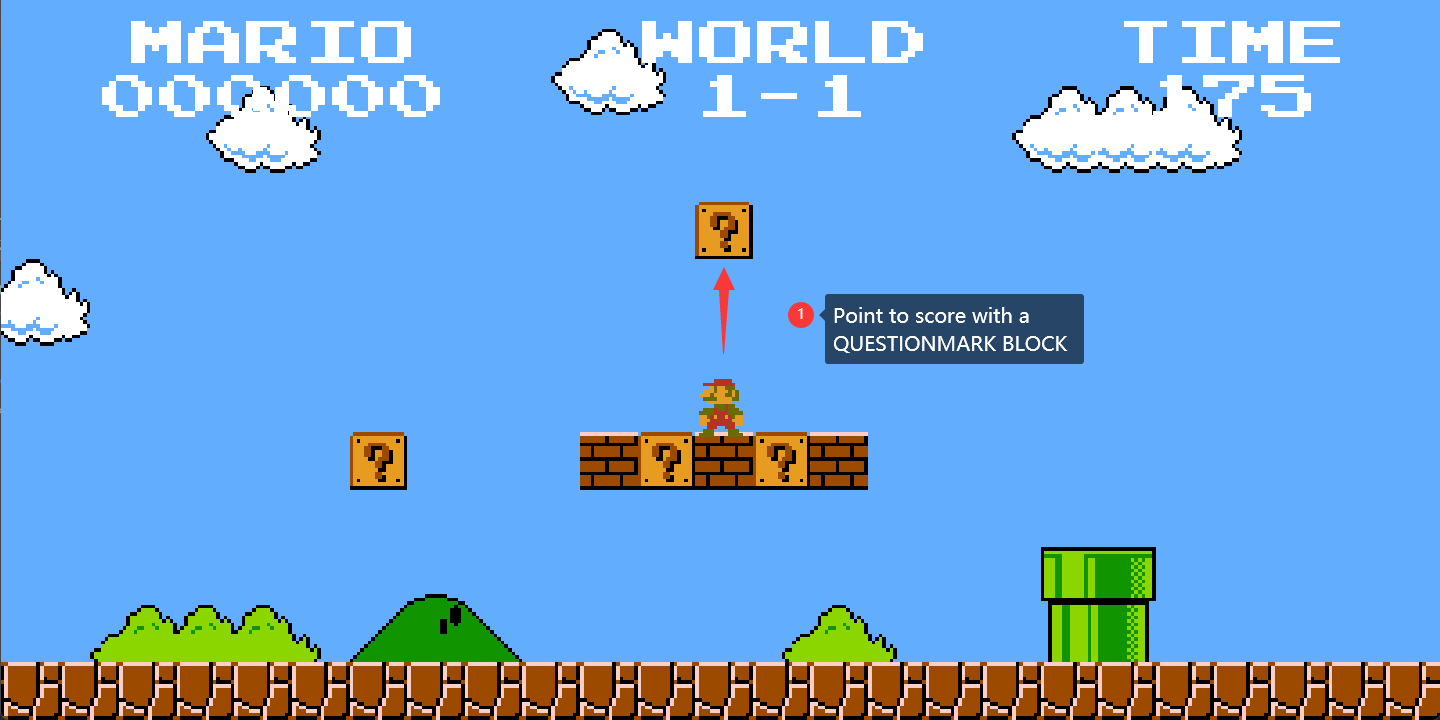 MARIO
WORLD
TIME
000000
1-1
175
?
1
Point to score with a
QUESTIONMARK BLOCK
?
?
?